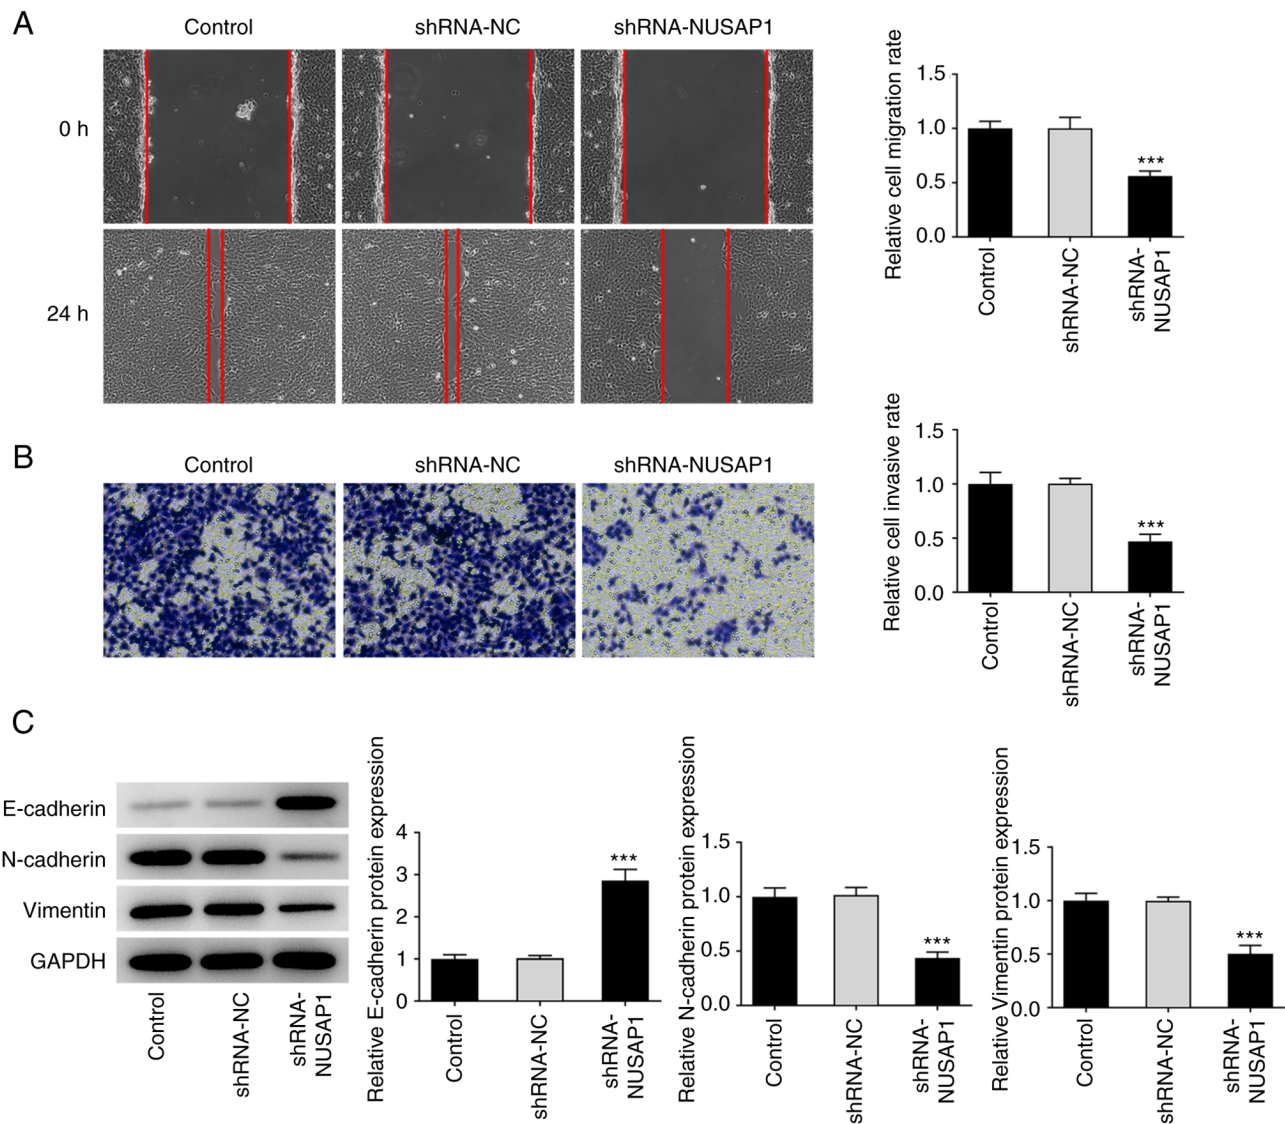 A
Control
shRNA-NC
shRNA-NUSAP1
0 h
24 h
Relative cell migration rate
1.5
1.0
0.5
0.0
***
Control
shRNA-NC
shRNA-
NUSAP1
B
Control
shRNA-NC
shRNA-NUSAP1
Relative cell invasive rate
1.5
1.0
0.5
0.0
***
Control
shRNA-NC
shRNA-
NUSAP1
C
E-cadherin
N-cadherin
Vimentin
GAPDH
Control
shRNA-NC
shRNA-
NUSAP1
Relative E-cadherin protein expression
4
3
2
1
0
***
Control
shRNA-NC
shRNA-
NUSAP1
Relative N-cadherin protein expression
1.5
1.0
0.5
0.0
***
Control
shRNA-NC
shRNA-
NUSAP1
Relative Vimentin protein expression
1.5
1.0
0.5
0.0
***
Control
shRNA-NC
shRNA-
NUSAP1